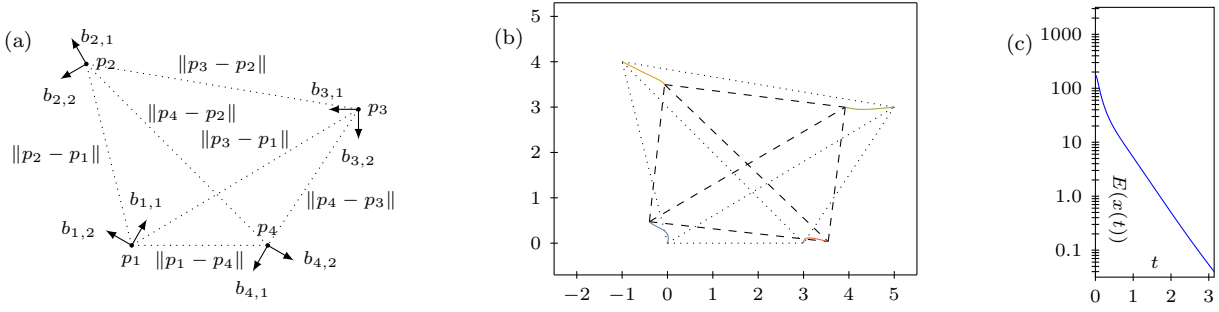 (a)
b2,1
p2
b2,2
‖p3 − p2‖
‖p4 − p2‖
b3,1
p3
b3,2
‖p3 − p1‖
‖p2 − p1‖
‖p4 − p3‖
b1,1
b1,2
p1
‖p1 − p4‖
p4
b4,1
b4,2
(b)
5
4
3
2
1
0
−2 −1 0 1 2 3 4 5
(c)
1000
100
10
1.0
0.1
E(x(t))
t
0 1 2 3